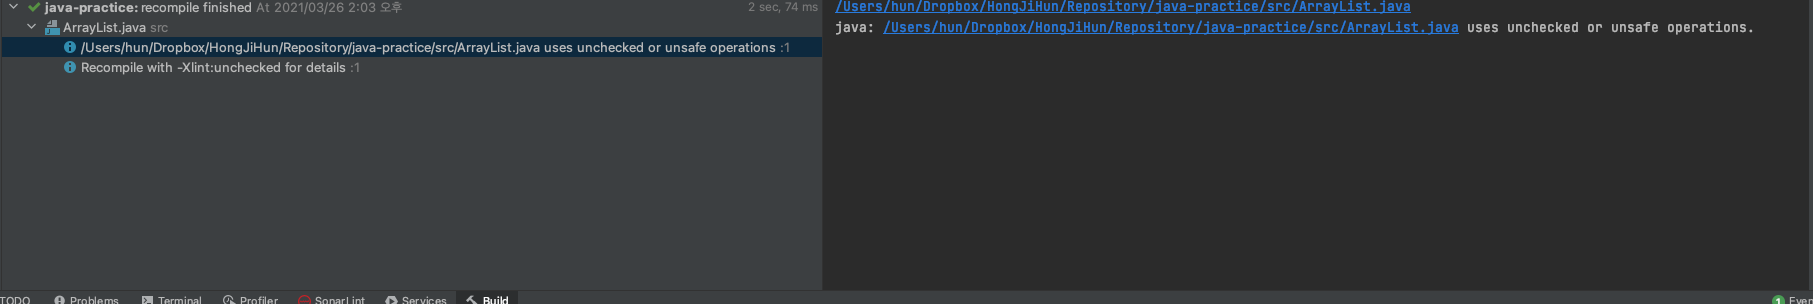 java-practice: recompile finished At 2021/03/26 2:03 오후 2 sec, 74 ms
ArrayList.java src
/Users/hun/Dropbox/HongJiHun/Repository/java-practice/src/ArrayList.java uses unchecked or unsafe operations :1
Recompile with -Xlint:unchecked for details :1
/Users/hun/Dropbox/HongJiHun/Repository/java-practice/src/ArrayList.java
java: /Users/hun/Dropbox/HongJiHun/Repository/java-practice/src/ArrayList.java uses unchecked or unsafe operations.
TODO Problems Terminal Profiler SonarLint Services Build 1 Ever